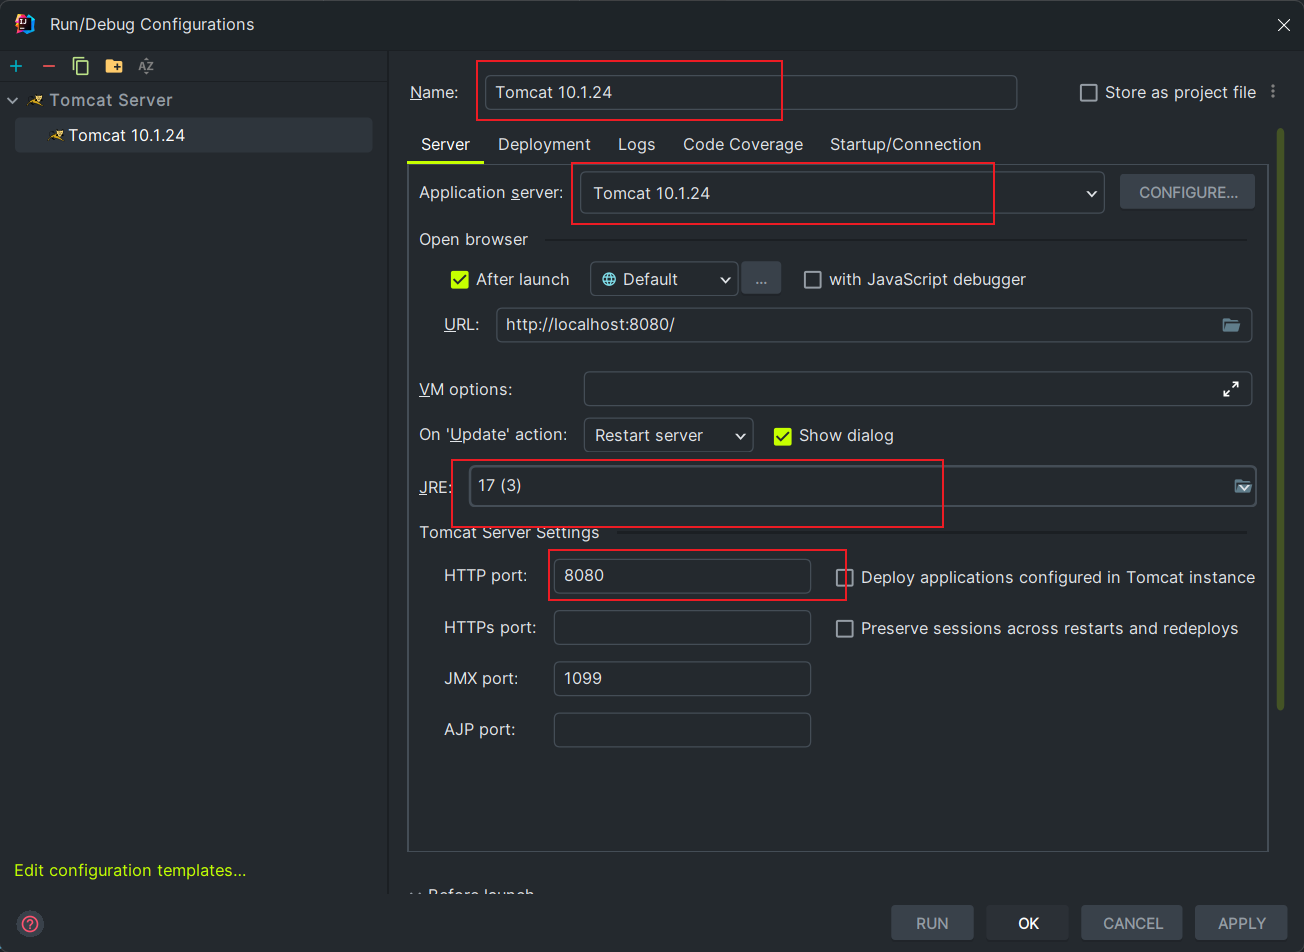 Run/Debug Configurations
Tomcat Server
Tomcat 10.1.24
Name: Tomcat 10.1.24 Store as project file
Server Deployment Logs Code Coverage Startup/Connection
Application server: Tomcat 10.1.24 CONFIGURE...
Open browser
After launch Default ... with JavaScript debugger
URL: http://localhost:8080/
VM options:
On 'Update' action: Restart server Show dialog
JRE: 17 (3)
Tomcat Server Settings
HTTP port: 8080 Deploy applications configured in Tomcat instance
HTTPs port: Preserve sessions across restarts and redeploys
JMX port: 1099
AJP port:
Edit configuration templates...
Before launch
RUN OK CANCEL APPLY